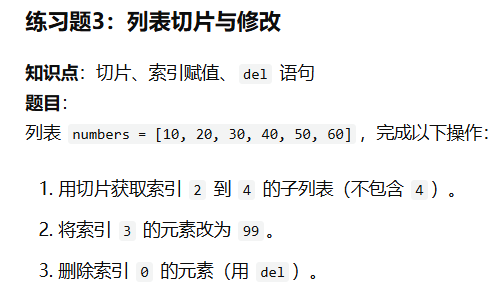 练习题3：列表切片与修改
知识点：切片、索引赋值、 del 语句
题目：
列表 numbers = [10, 20, 30, 40, 50, 60] ，完成以下操作：
1. 用切片获取索引 2 到 4 的子列表（不包含 4 ）。
2. 将索引 3 的元素改为 99 。
3. 删除索引 0 的元素（用 del ）。